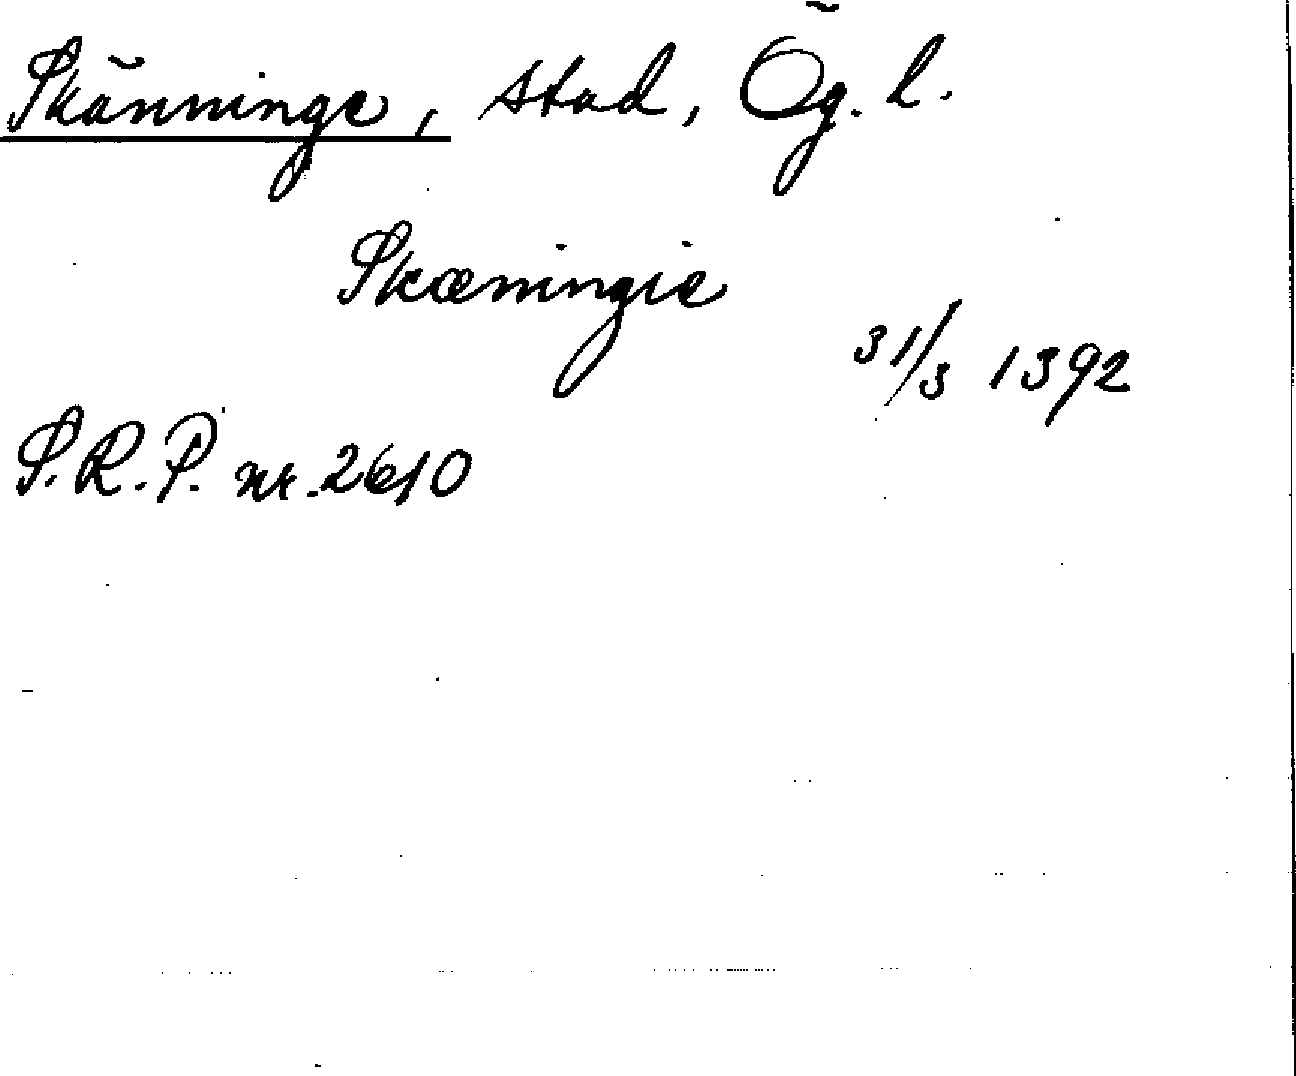 Skänninge, stad, Ög. l.
Skæningie
31/3 1392
S.R.P. nr. 2610